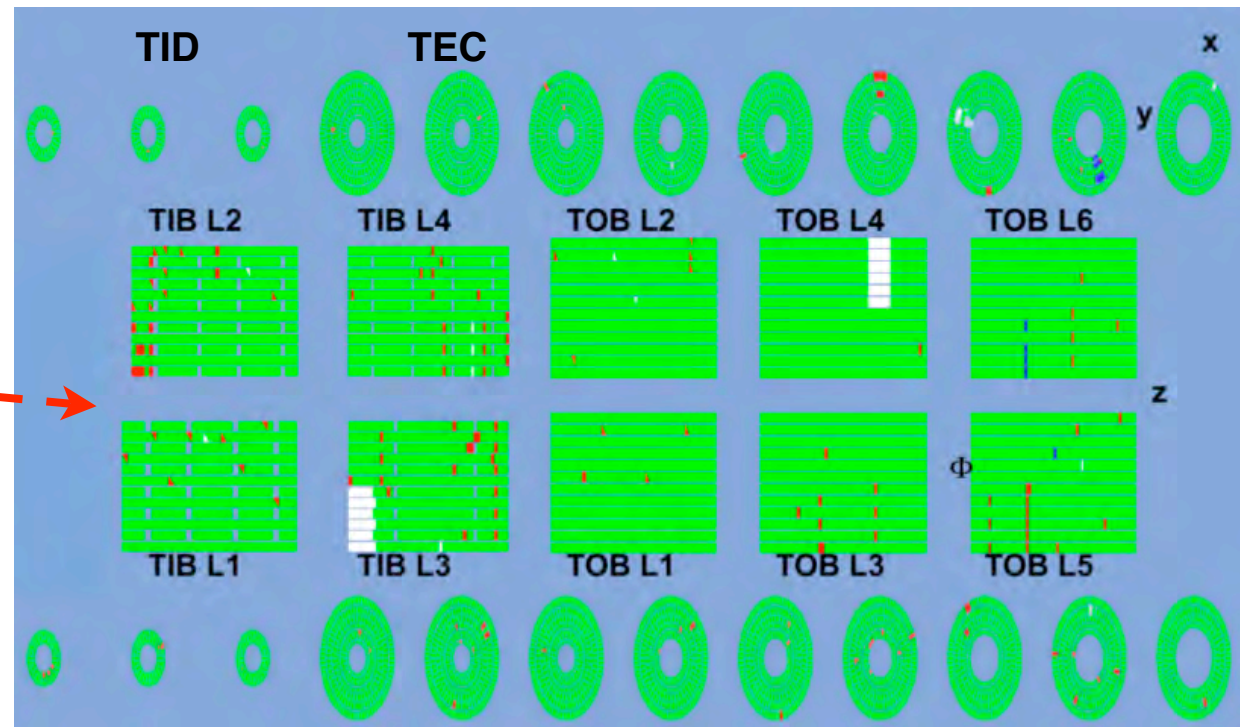 TID TEC x
y
TIB L2 TIB L4 TOB L2 TOB L4 TOB L6
z
Φ
TIB L1 TIB L3 TOB L1 TOB L3 TOB L5